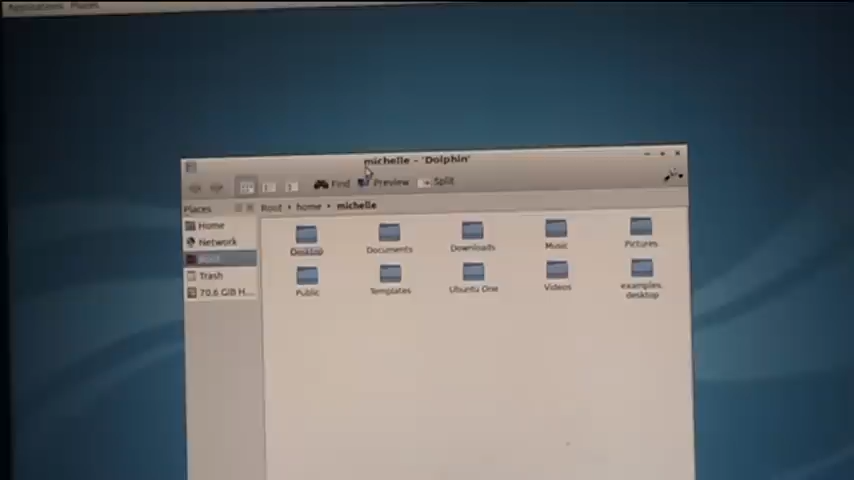 Applications Places
michelle - 'Dolphin'
Find Preview Split
Places
Root home michelle
Home
Network
Root
Trash
70.6 GiB H...
Desktop Documents Downloads Music Pictures
Public Templates Ubuntu One Videos examples.
desktop